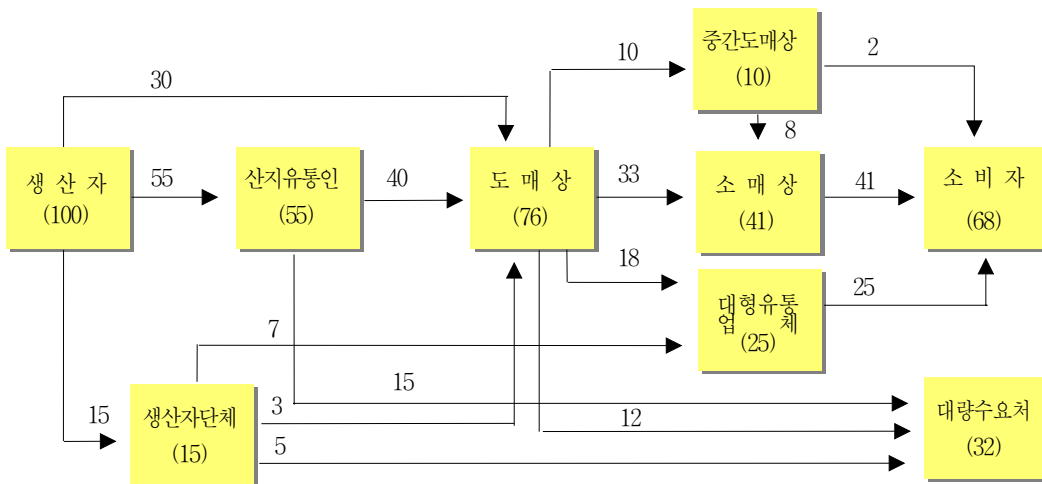 중간도매상
(10)
2
10
30
8
생 산 자
(100)
55
산지유통인
(55)
40
도 매 상
(76)
33
소 매 상
(41)
41
소 비 자
(68)
18
대형유통
업 체
(25)
25
7
15
생산자단체
(15)
3
15
12
5
대량수요처
(32)